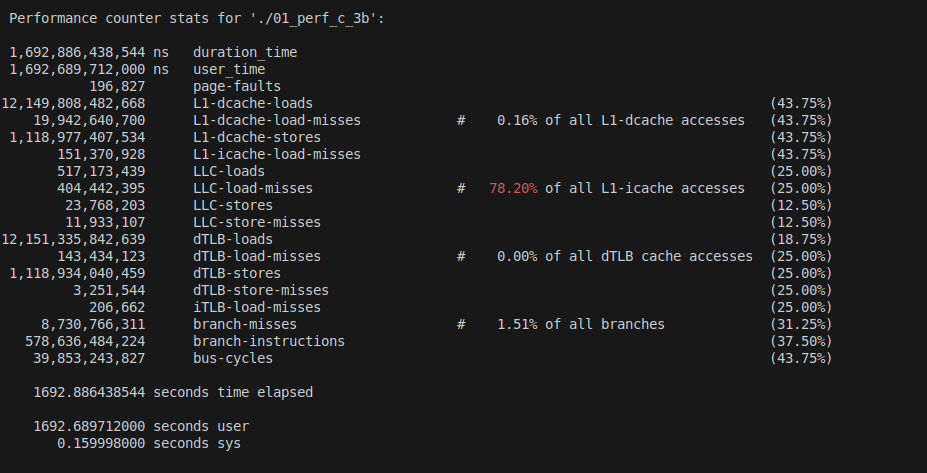 Performance counter stats for './01_perf_c_3b':
1,692,886,438,544 ns duration_time
1,692,689,712,000 ns user_time
196,827 page-faults
12,149,808,482,668 L1-dcache-loads (43.75%)
19,942,640,700 L1-dcache-load-misses # 0.16% of all L1-dcache accesses (43.75%)
1,118,977,407,534 L1-dcache-stores (43.75%)
151,370,928 L1-icache-load-misses (43.75%)
517,173,439 LLC-loads (25.00%)
404,442,395 LLC-load-misses # 78.20% of all L1-icache accesses (25.00%)
23,768,203 LLC-stores (12.50%)
11,933,107 LLC-store-misses (12.50%)
12,151,335,842,639 dTLB-loads (18.75%)
143,434,123 dTLB-load-misses # 0.00% of all dTLB cache accesses (25.00%)
1,118,934,040,459 dTLB-stores (25.00%)
3,251,544 dTLB-store-misses (25.00%)
206,662 iTLB-load-misses (25.00%)
8,730,766,311 branch-misses # 1.51% of all branches (31.25%)
578,636,484,224 branch-instructions (37.50%)
39,853,243,827 bus-cycles (43.75%)
1692.886438544 seconds time elapsed
1692.689712000 seconds user
0.159998000 seconds sys